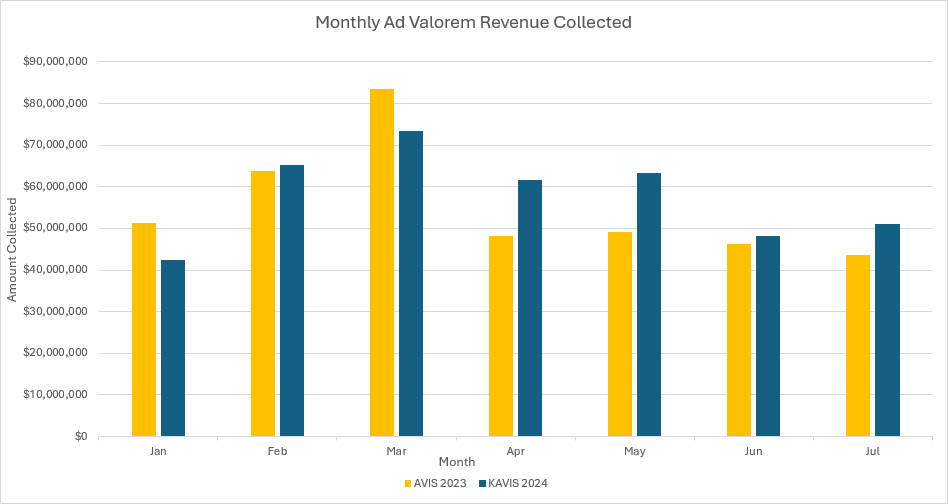 Monthly Ad Valorem Revenue Collected
Amount Collected
$90,000,000
$80,000,000
$70,000,000
$60,000,000
$50,000,000
$40,000,000
$30,000,000
$20,000,000
$10,000,000
$0
Jan Feb Mar Apr May Jun Jul
Month
AVIS 2023 KAVIS 2024